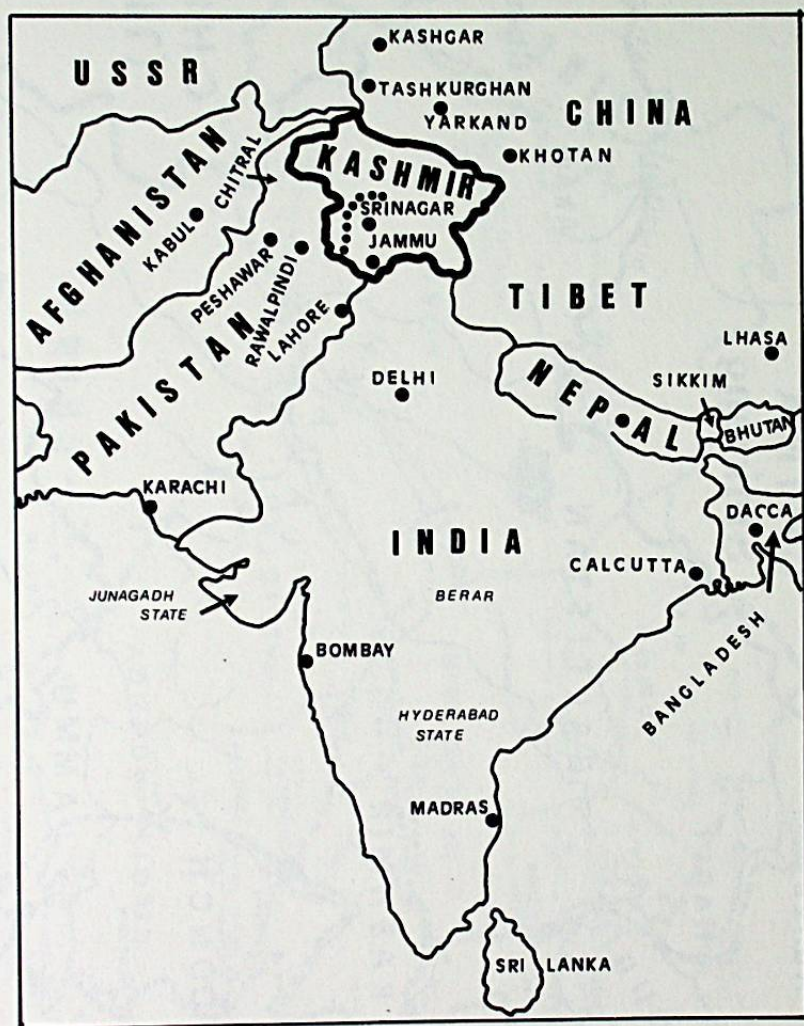 USSR
KASHGAR
TASHKURGHAN
YARKAND
CHINA
KHOTAN
AFGHANISTAN
CHITRAL
KASHMIR
KABUL
SRINAGAR
JAMMU
PESHAWAR
RAWALPINDI
LAHORE
PAKISTAN
TIBET
LHASA
DELHI
NEPAL
SIKKIM
BHUTAN
KARACHI
DACCA
INDIA
CALCUTTA
JUNAGADH
STATE
BERAR
BOMBAY
BANGLADESH
HYDERABAD
STATE
MADRAS
SRI LANKA